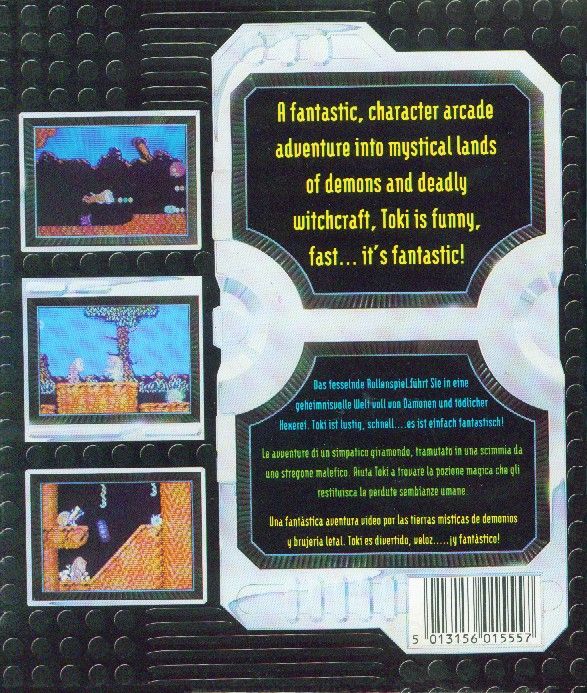 A fantastic, character arcade
adventure into mystical lands
of demons and deadly
witchcraft, Toki is funny,
fast... it's fantastic!
Das fesselnde Rollenspiel führt Sie in eine
geheimnisvolle Welt voll von Dämonen und tödlicher
Hexerei. Toki ist lustig, schnell....es ist einfach fantastisch!
Le avventure di un simpatico giramondo, tramutato in una scimmia da
uno stregone malefico. Aiuta Toki a trovare la pozione magica che gli
restituisca le perdute sembianze umane.
Una fantàstica aventura video por las tierras místicas de demonios
y brujería letal. Toki es divertido, veloz.....¡y fantàstico!
5 013156 015557